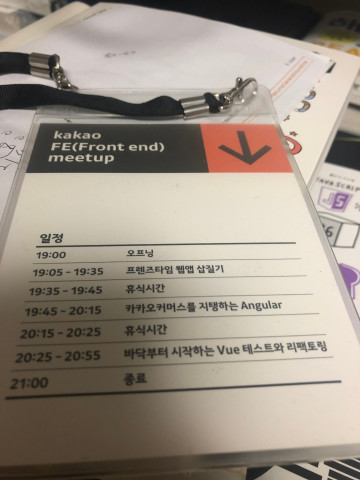 kakao
FE(Front end)
meetup
일정
19:00 오프닝
19:05 - 19:35 프렌즈타임 웹앱 삽질기
19:35 - 19:45 휴식시간
19:45 - 20:15 카카오커머스를 지탱하는 Angular
20:15 - 20:25 휴식시간
20:25 - 20:55 바닥부터 시작하는 Vue 테스트와 리팩토링
21:00 종료